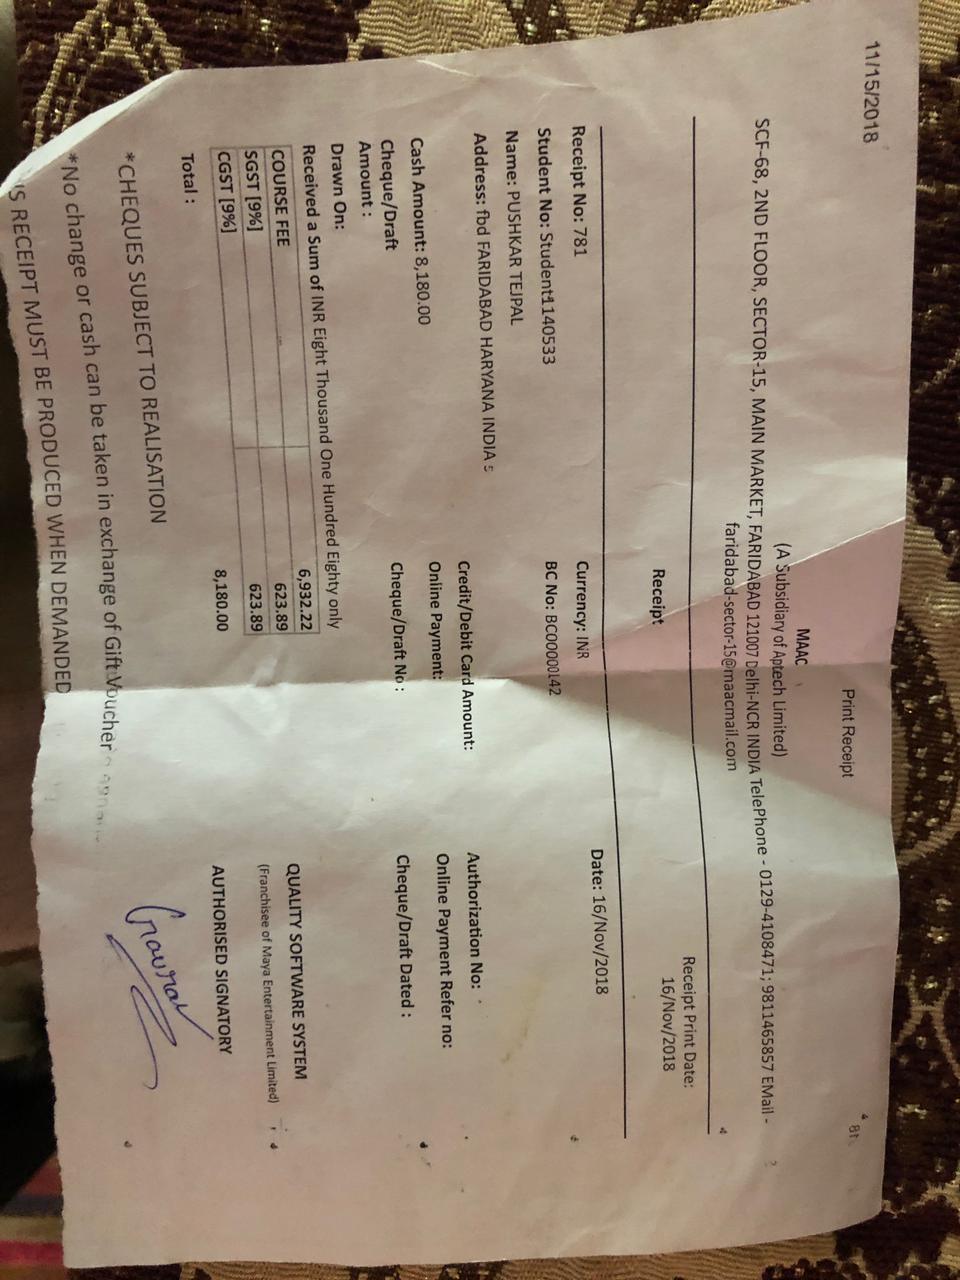 11/15/2018 Print Receipt
MAAC
(A Subsidiary of Aptech Limited)
SCF-68, 2ND FLOOR, SECTOR-15, MAIN MARKET, FARIDABAD 121007 Delhi-NCR INDIA TelePhone - 0129-4108471; 9811465857 EMail -
faridabad-sector-15@maacmail.com
Receipt
Receipt Print Date:
16/Nov/2018
Receipt No: 781 Currency: INR Date: 16/Nov/2018
Student No: Student1140533 BC No: BC00000142
Name: PUSHKAR TEJPAL
Address: fbd FARIDABAD HARYANA INDIA
Cash Amount: 8,180.00 Credit/Debit Card Amount: Authorization No:
Cheque/Draft Online Payment: Online Payment Refer no:
Amount : Cheque/Draft No : Cheque/Draft Dated :
Drawn On:
Received a Sum of INR Eight Thousand One Hundred Eighty only
COURSE FEE 6,932.22
SGST [9%] 623.89
CGST [9%] 623.89
Total : 8,180.00
QUALITY SOFTWARE SYSTEM
(Franchisee of Maya Entertainment Limited)
AUTHORISED SIGNATORY
Gaurav
*CHEQUES SUBJECT TO REALISATION
*No change or cash can be taken in exchange of Gift Voucher
IS RECEIPT MUST BE PRODUCED WHEN DEMANDED